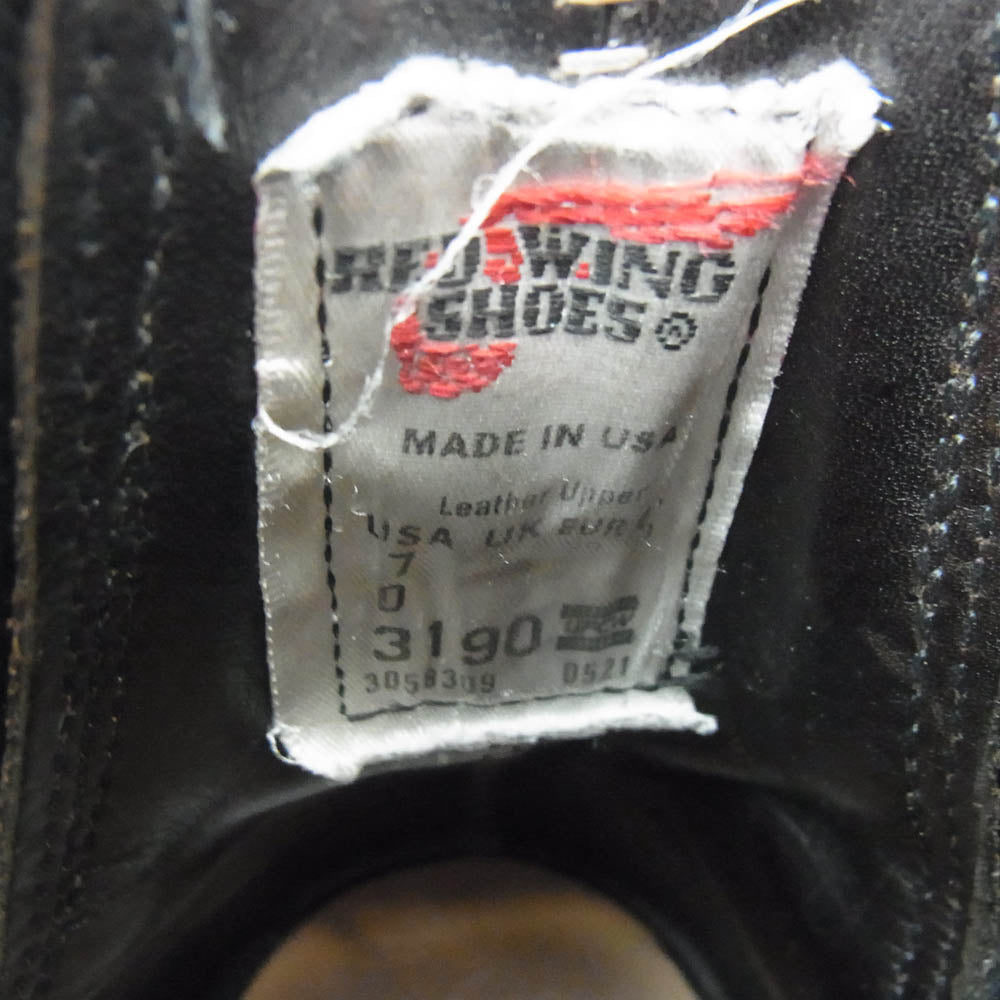 RED WING
SHOES ®
MADE IN USA
Leather Upper
USA UK EUR
7
D
3190
3058309 0521